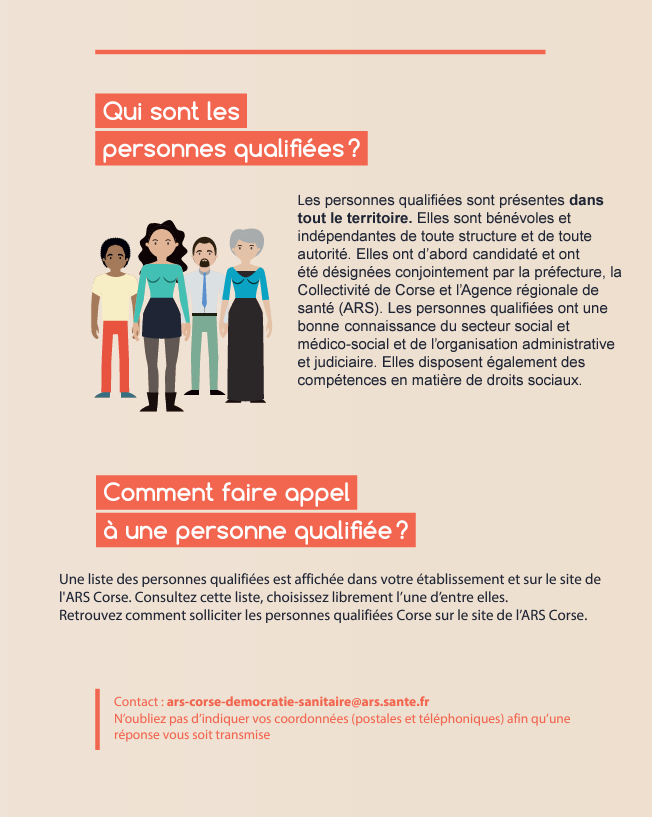 Qui sont les
personnes qualifiées ?
Les personnes qualifiées sont présentes dans
tout le territoire. Elles sont bénévoles et
indépendantes de toute structure et de toute
autorité. Elles ont d’abord candidaté et ont
été désignées conjointement par la préfecture, la
Collectivité de Corse et l’Agence régionale de
santé (ARS). Les personnes qualifiées ont une
bonne connaissance du secteur social et
médico-social et de l’organisation administrative
et judiciaire. Elles disposent également des
compétences en matière de droits sociaux.
Comment faire appel
à une personne qualifiée ?
Une liste des personnes qualifiées est affichée dans votre établissement et sur le site de
l'ARS Corse. Consultez cette liste, choisissez librement l’une d’entre elles.
Retrouvez comment solliciter les personnes qualifiées Corse sur le site de l’ARS Corse.
Contact : ars-corse-democratie-sanitaire@ars.sante.fr
N’oubliez pas d’indiquer vos coordonnées (postales et téléphoniques) afin qu’une
réponse vous soit transmise